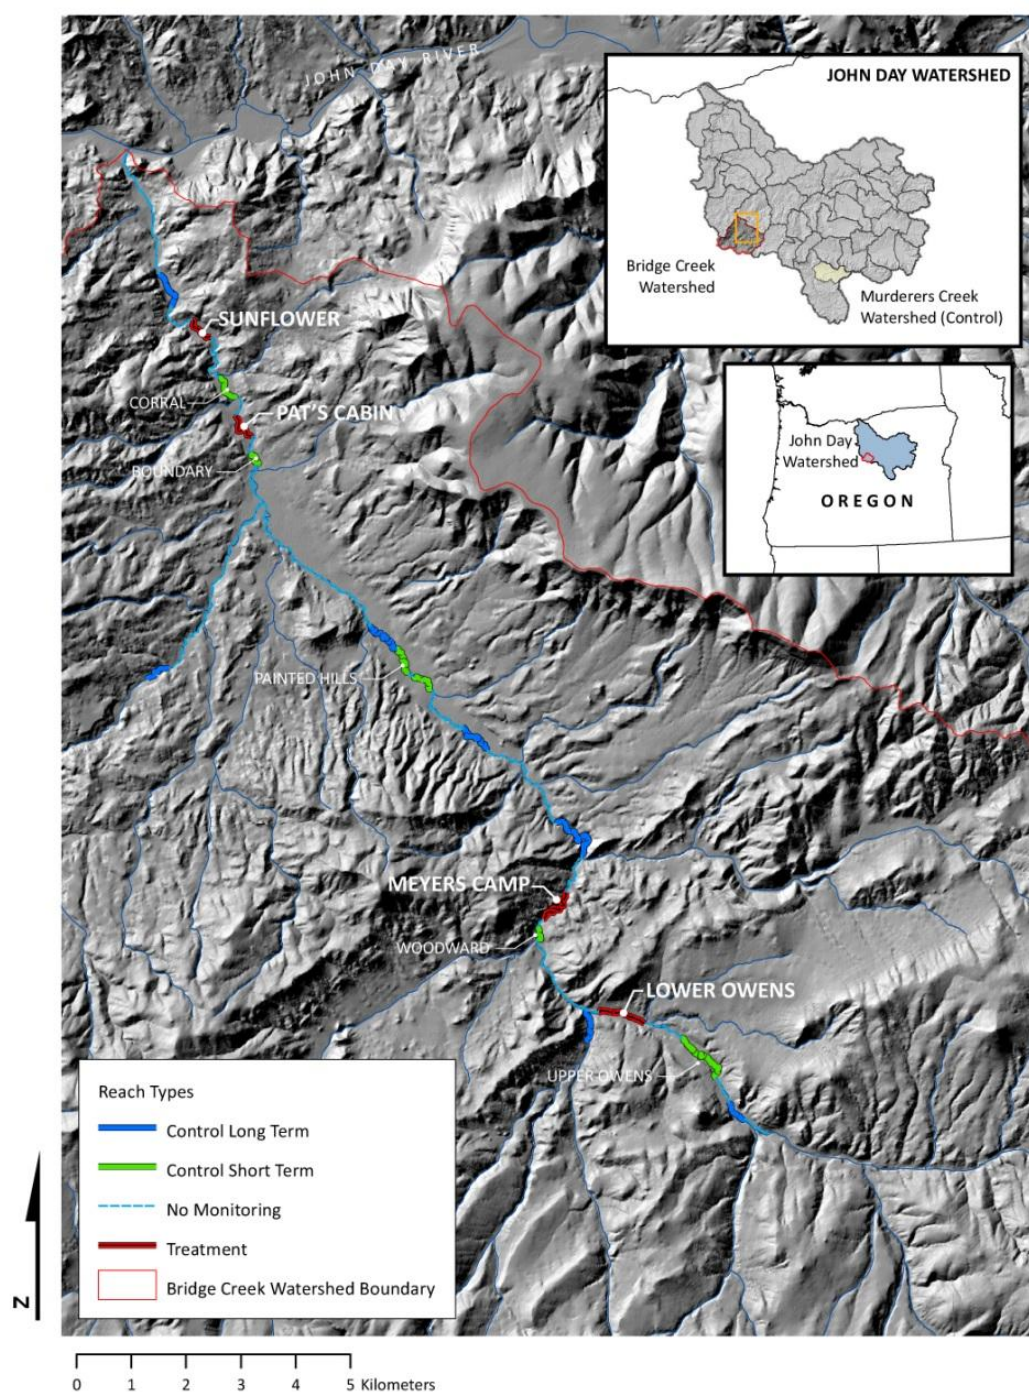 JOHN DAY RIVER
JOHN DAY WATERSHED
Bridge Creek
Watershed
Murderers Creek
Watershed (Control)
SUNFLOWER
CORRAL
PAT'S CABIN
BOUNDARY
John Day
Watershed
OREGON
PAINTED HILLS
MEYERS CAMP
WOODWARD
LOWER OWENS
UPPER OWENS
Reach Types
Control Long Term
Control Short Term
No Monitoring
Treatment
Bridge Creek Watershed Boundary
N
0 1 2 3 4 5 Kilometers